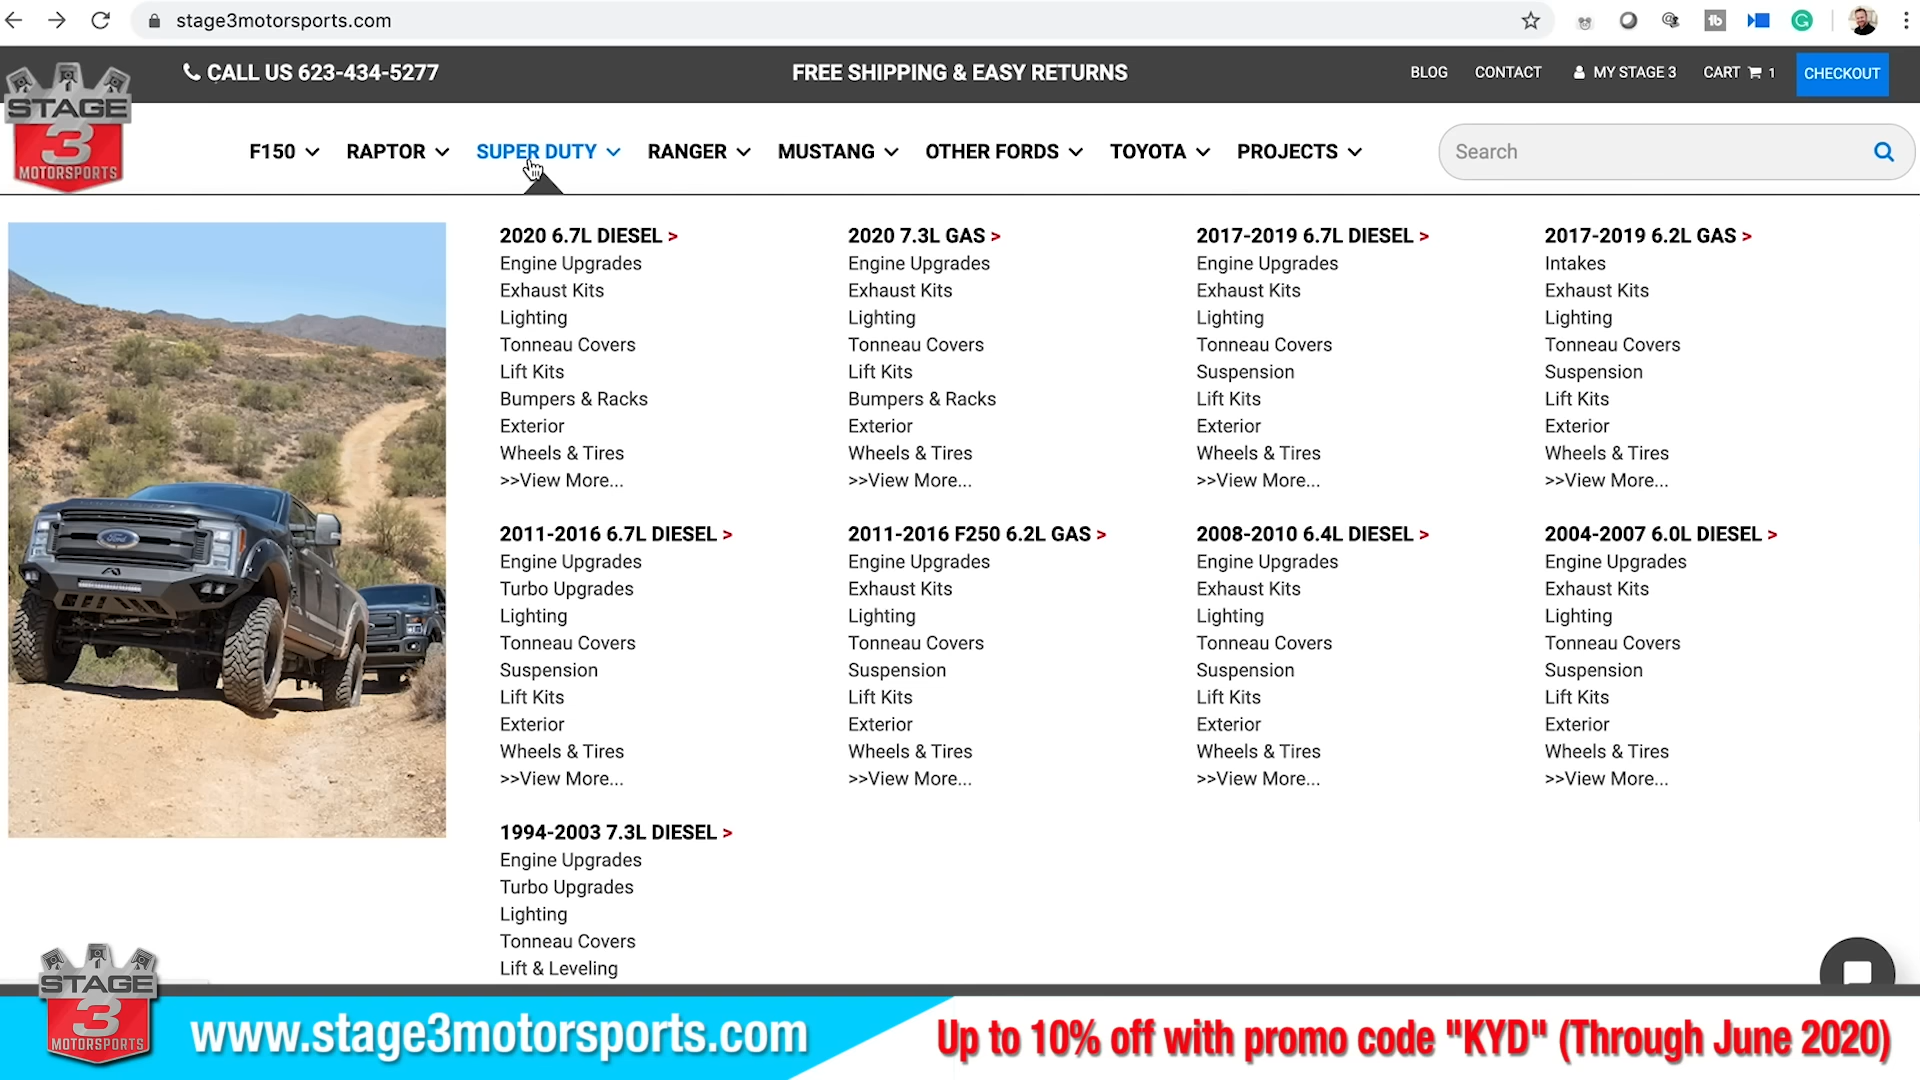 stage3motorsports.com
CALL US 623-434-5277
FREE SHIPPING & EASY RETURNS
BLOG
CONTACT
MY STAGE 3
CART 1
CHECKOUT
STAGE
3
MOTORSPORTS
F150
RAPTOR
SUPER DUTY
RANGER
MUSTANG
OTHER FORDS
TOYOTA
PROJECTS
Search
2020 6.7L DIESEL >
Engine Upgrades
Exhaust Kits
Lighting
Tonneau Covers
Lift Kits
Bumpers & Racks
Exterior
Wheels & Tires
>>View More...
2020 7.3L GAS >
Engine Upgrades
Exhaust Kits
Lighting
Tonneau Covers
Lift Kits
Bumpers & Racks
Exterior
Wheels & Tires
>>View More...
2017-2019 6.7L DIESEL >
Engine Upgrades
Exhaust Kits
Lighting
Tonneau Covers
Suspension
Lift Kits
Exterior
Wheels & Tires
>>View More...
2017-2019 6.2L GAS >
Intakes
Exhaust Kits
Lighting
Tonneau Covers
Suspension
Lift Kits
Exterior
Wheels & Tires
>>View More...
2011-2016 6.7L DIESEL >
Engine Upgrades
Turbo Upgrades
Lighting
Tonneau Covers
Suspension
Lift Kits
Exterior
Wheels & Tires
>>View More...
2011-2016 F250 6.2L GAS >
Engine Upgrades
Exhaust Kits
Lighting
Tonneau Covers
Suspension
Lift Kits
Exterior
Wheels & Tires
>>View More...
2008-2010 6.4L DIESEL >
Engine Upgrades
Exhaust Kits
Lighting
Tonneau Covers
Suspension
Lift Kits
Exterior
Wheels & Tires
>>View More...
2004-2007 6.0L DIESEL >
Engine Upgrades
Exhaust Kits
Lighting
Tonneau Covers
Suspension
Lift Kits
Exterior
Wheels & Tires
>>View More...
1994-2003 7.3L DIESEL >
Engine Upgrades
Turbo Upgrades
Lighting
Tonneau Covers
Lift & Leveling
Ford
STAGE
3
MOTORSPORTS
www.stage3motorsports.com
Up to 10% off with promo code "KYD" (Through June 2020)